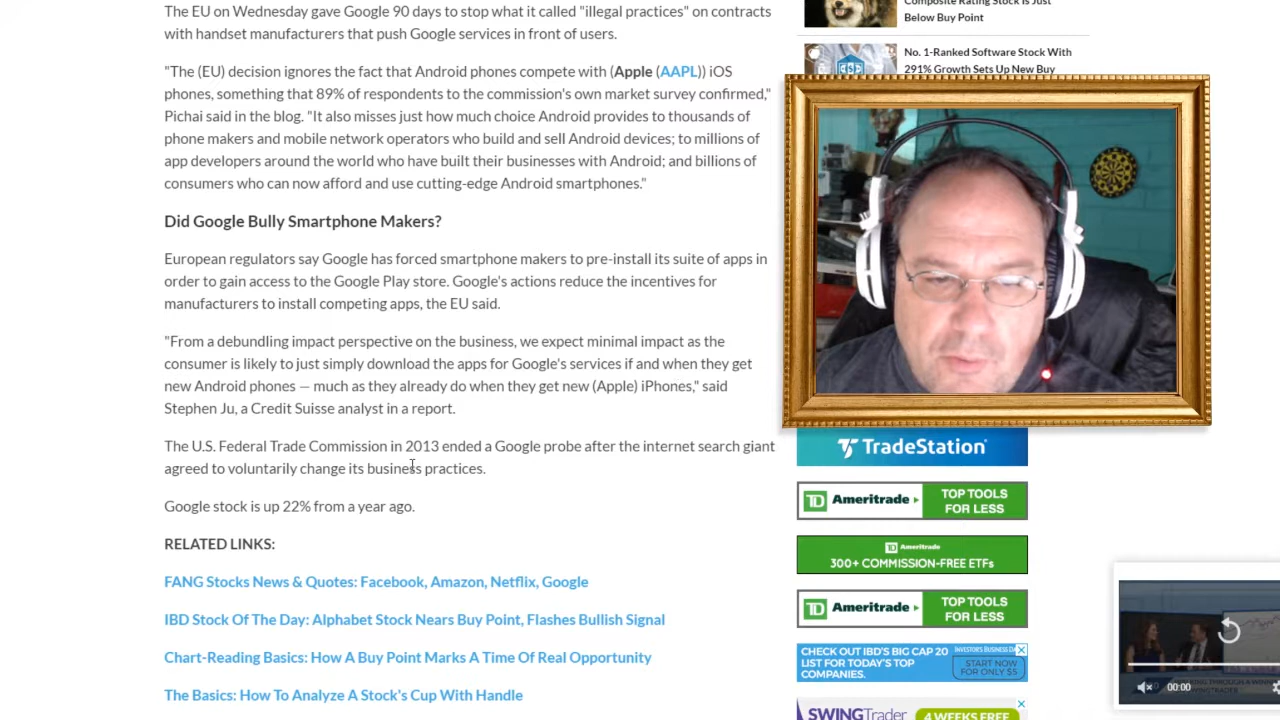 The EU on Wednesday gave Google 90 days to stop what it called "illegal practices" on contracts
with handset manufacturers that push Google services in front of users.
"The (EU) decision ignores the fact that Android phones compete with (Apple (AAPL)) iOS
phones, something that 89% of respondents to the commission's own market survey confirmed,"
Pichai said in the blog. "It also misses just how much choice Android provides to thousands of
phone makers and mobile network operators who build and sell Android devices; to millions of
app developers around the world who have built their businesses with Android; and billions of
consumers who can now afford and use cutting-edge Android smartphones."
Did Google Bully Smartphone Makers?
European regulators say Google has forced smartphone makers to pre-install its suite of apps in
order to gain access to the Google Play store. Google's actions reduce the incentives for
manufacturers to install competing apps, the EU said.
"From a debundling impact perspective on the business, we expect minimal impact as the
consumer is likely to just simply download the apps for Google's services if and when they get
new Android phones — much as they already do when they get new (Apple) iPhones," said
Stephen Ju, a Credit Suisse analyst in a report.
The U.S. Federal Trade Commission in 2013 ended a Google probe after the internet search giant
agreed to voluntarily change its business practices.
Google stock is up 22% from a year ago.
RELATED LINKS:
FANG Stocks News & Quotes: Facebook, Amazon, Netflix, Google
IBD Stock Of The Day: Alphabet Stock Nears Buy Point, Flashes Bullish Signal
Chart-Reading Basics: How A Buy Point Marks A Time Of Real Opportunity
The Basics: How To Analyze A Stock's Cup With Handle
Composite Rating Stock Is Just
Below Buy Point
No. 1-Ranked Software Stock With
291% Growth Sets Up New Buy
TradeStation
TD Ameritrade
TOP TOOLS
FOR LESS
TD Ameritrade
300+ COMMISSION-FREE ETFs
TD Ameritrade
TOP TOOLS
FOR LESS
CHECK OUT IBD'S BIG CAP 20
LIST FOR TODAY'S TOP
COMPANIES.
START NOW
FOR ONLY $5
SWINGTrader
4 WEEKS FREE
00:00